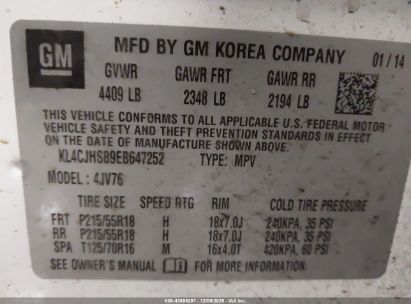 GM
MFD BY GM KOREA COMPANY
01 / 14
GVWR GAWR FRT GAWR RR
4409 LB 2348 LB 2194 LB
THIS VEHICLE CONFORMS TO ALL APPLICABLE U.S. FEDERAL MOTOR
VEHICLE SAFETY AND THEFT PREVENTION STANDARDS IN EFFECT
ON THE DATE OF MANUFACTURE SHOWN ABOVE.
KL4CJHSB9EB647252 TYPE: MPV
MODEL: 4JV76
TIRE SIZE SPEED RTG RIM COLD TIRE PRESSURE
FRT P215/55R18 H 18x7.0J 240KPA, 35 PSI
RR P215/55R18 H 18x7.0J 240KPA, 35 PSI
SPA T125/70R16 M 16x4.0T 420KPA, 60 PSI
SEE OWNER'S MANUAL FOR MORE INFORMATION.